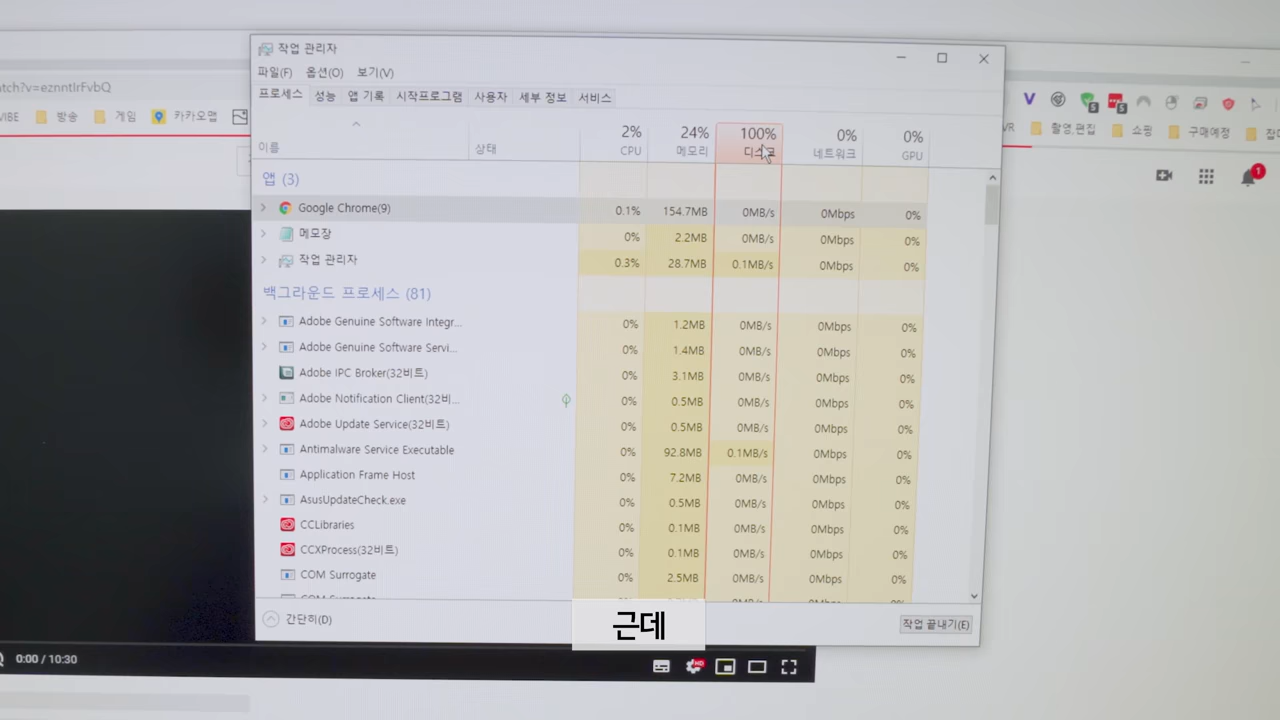 작업 관리자
파일(F) 옵션(O) 보기(V)
프로세스 성능 앱 기록 시작프로그램 사용자 세부 정보 서비스
2% 24% 100% 0% 0%
이름 상태 CPU 메모리 디스크 네트워크 GPU
앱 (3)
Google Chrome(9) 0.1% 154.7MB 0MB/s 0Mbps 0%
메모장 0% 2.2MB 0MB/s 0Mbps 0%
작업 관리자 0.3% 28.7MB 0.1MB/s 0Mbps 0%
백그라운드 프로세스 (81)
Adobe Genuine Software Integr... 0% 1.2MB 0MB/s 0Mbps 0%
Adobe Genuine Software Servi... 0% 1.4MB 0MB/s 0Mbps 0%
Adobe IPC Broker(32비트) 0% 3.1MB 0MB/s 0Mbps 0%
Adobe Notification Client(32비... 0% 0.5MB 0MB/s 0Mbps 0%
Adobe Update Service(32비트) 0% 0.5MB 0MB/s 0Mbps 0%
Antimalware Service Executable 0% 92.8MB 0.1MB/s 0Mbps 0%
Application Frame Host 0% 7.2MB 0MB/s 0Mbps 0%
AsusUpdateCheck.exe 0% 0.5MB 0MB/s 0Mbps 0%
CCLibraries 0% 0.1MB 0MB/s 0Mbps 0%
CCXProcess(32비트) 0% 0.1MB 0MB/s 0Mbps 0%
COM Surrogate 0% 2.5MB 0MB/s 0Mbps 0%
간단히(D) 작업 끝내기(E)
근데
atch?v=eznntIrFvbQ
VIBE 방송 게임 카카오맵
VR 촬영,편집 쇼핑 구매예정
1
0:00 / 10:30
HD